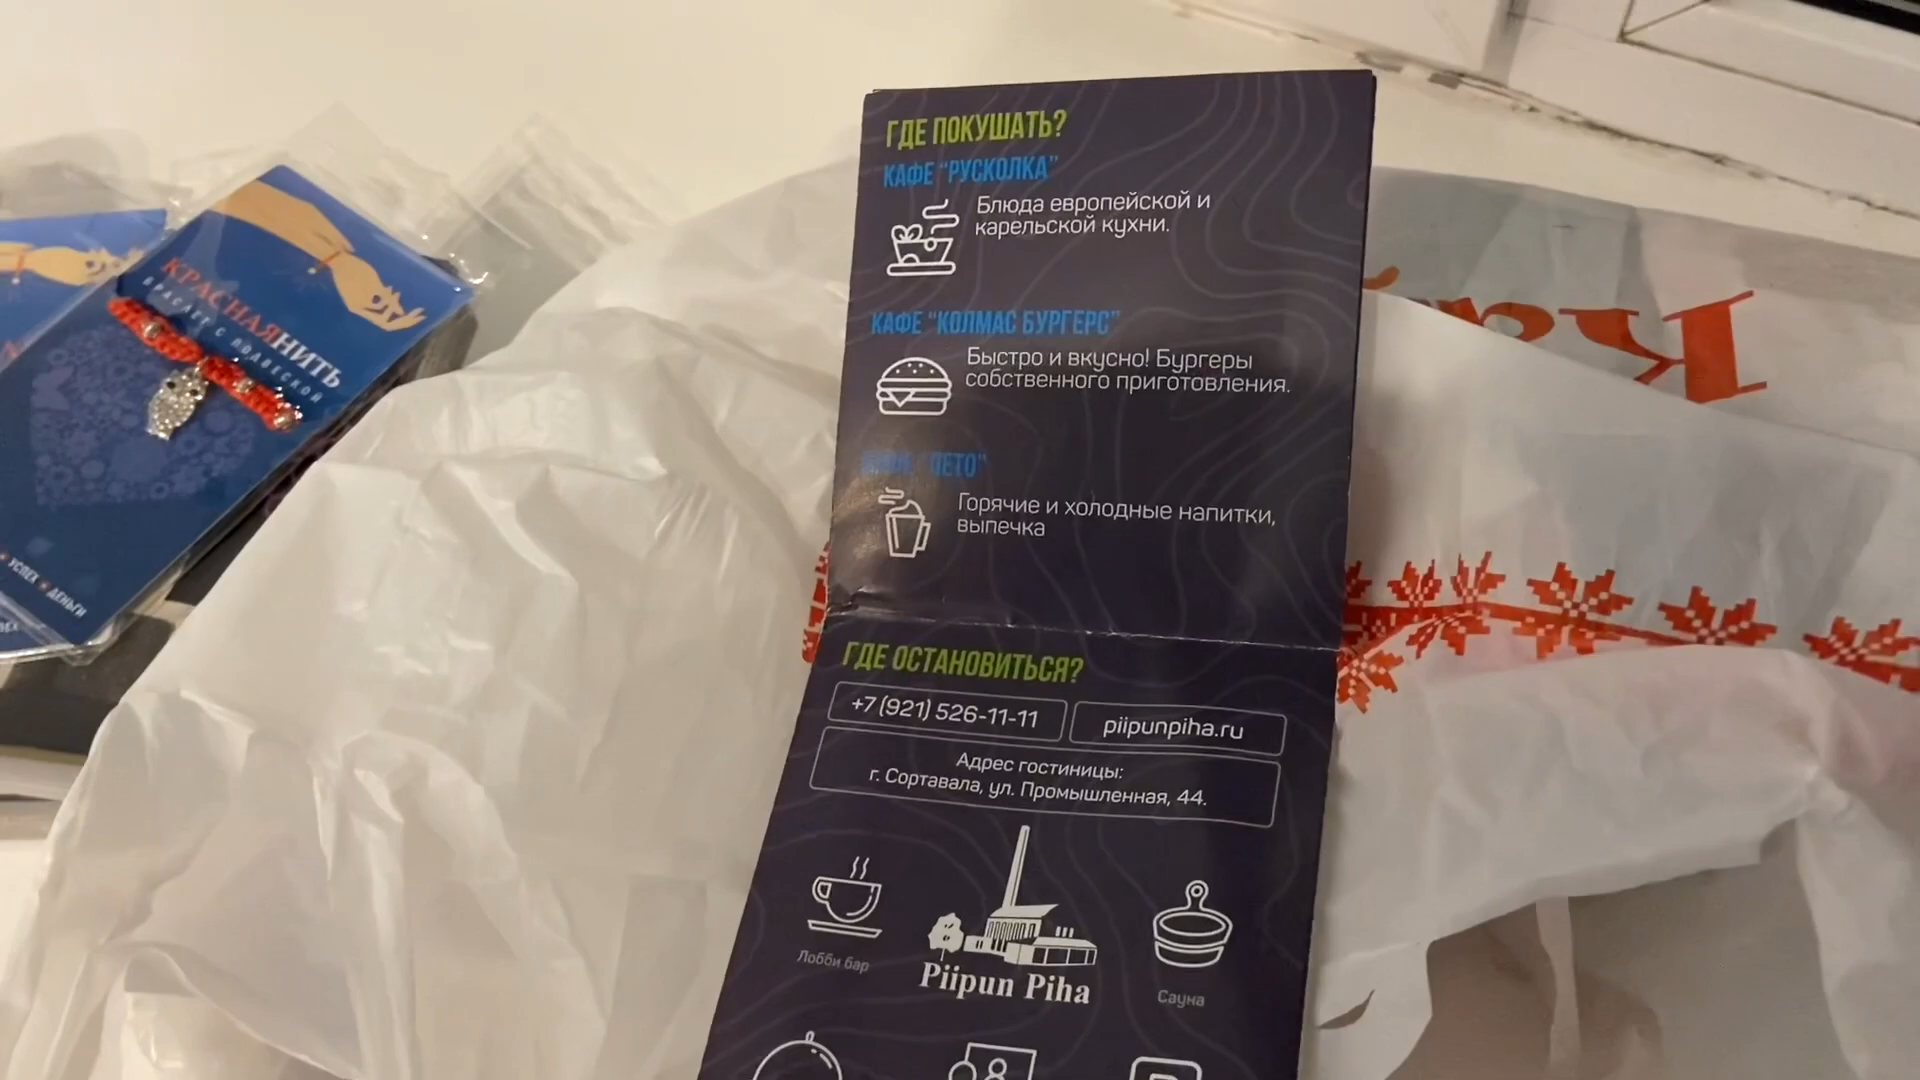 ГДЕ ПОКУШАТЬ?
КАФЕ "РУСКОЛКА"
Блюда европейской и
карельской кухни.
КАФЕ "КОЛМАС БУРГЕРС"
Быстро и вкусно! Бургеры
собственного приготовления.
"ЛЕТО"
Горячие и холодные напитки,
выпечка
ГДЕ ОСТАНОВИТЬСЯ?
+7 (921) 526-11-11
piipunpiha.ru
Адрес гостиницы:
г. Сортавала, ул. Промышленная, 44.
Лобби бар
Piipun Piha
Сауна
КРАСНАЯ НИТЬ
БРАСЛЕТ С ПОДВЕСКОЙ
УСПЕХ • ДЕНЬГИ